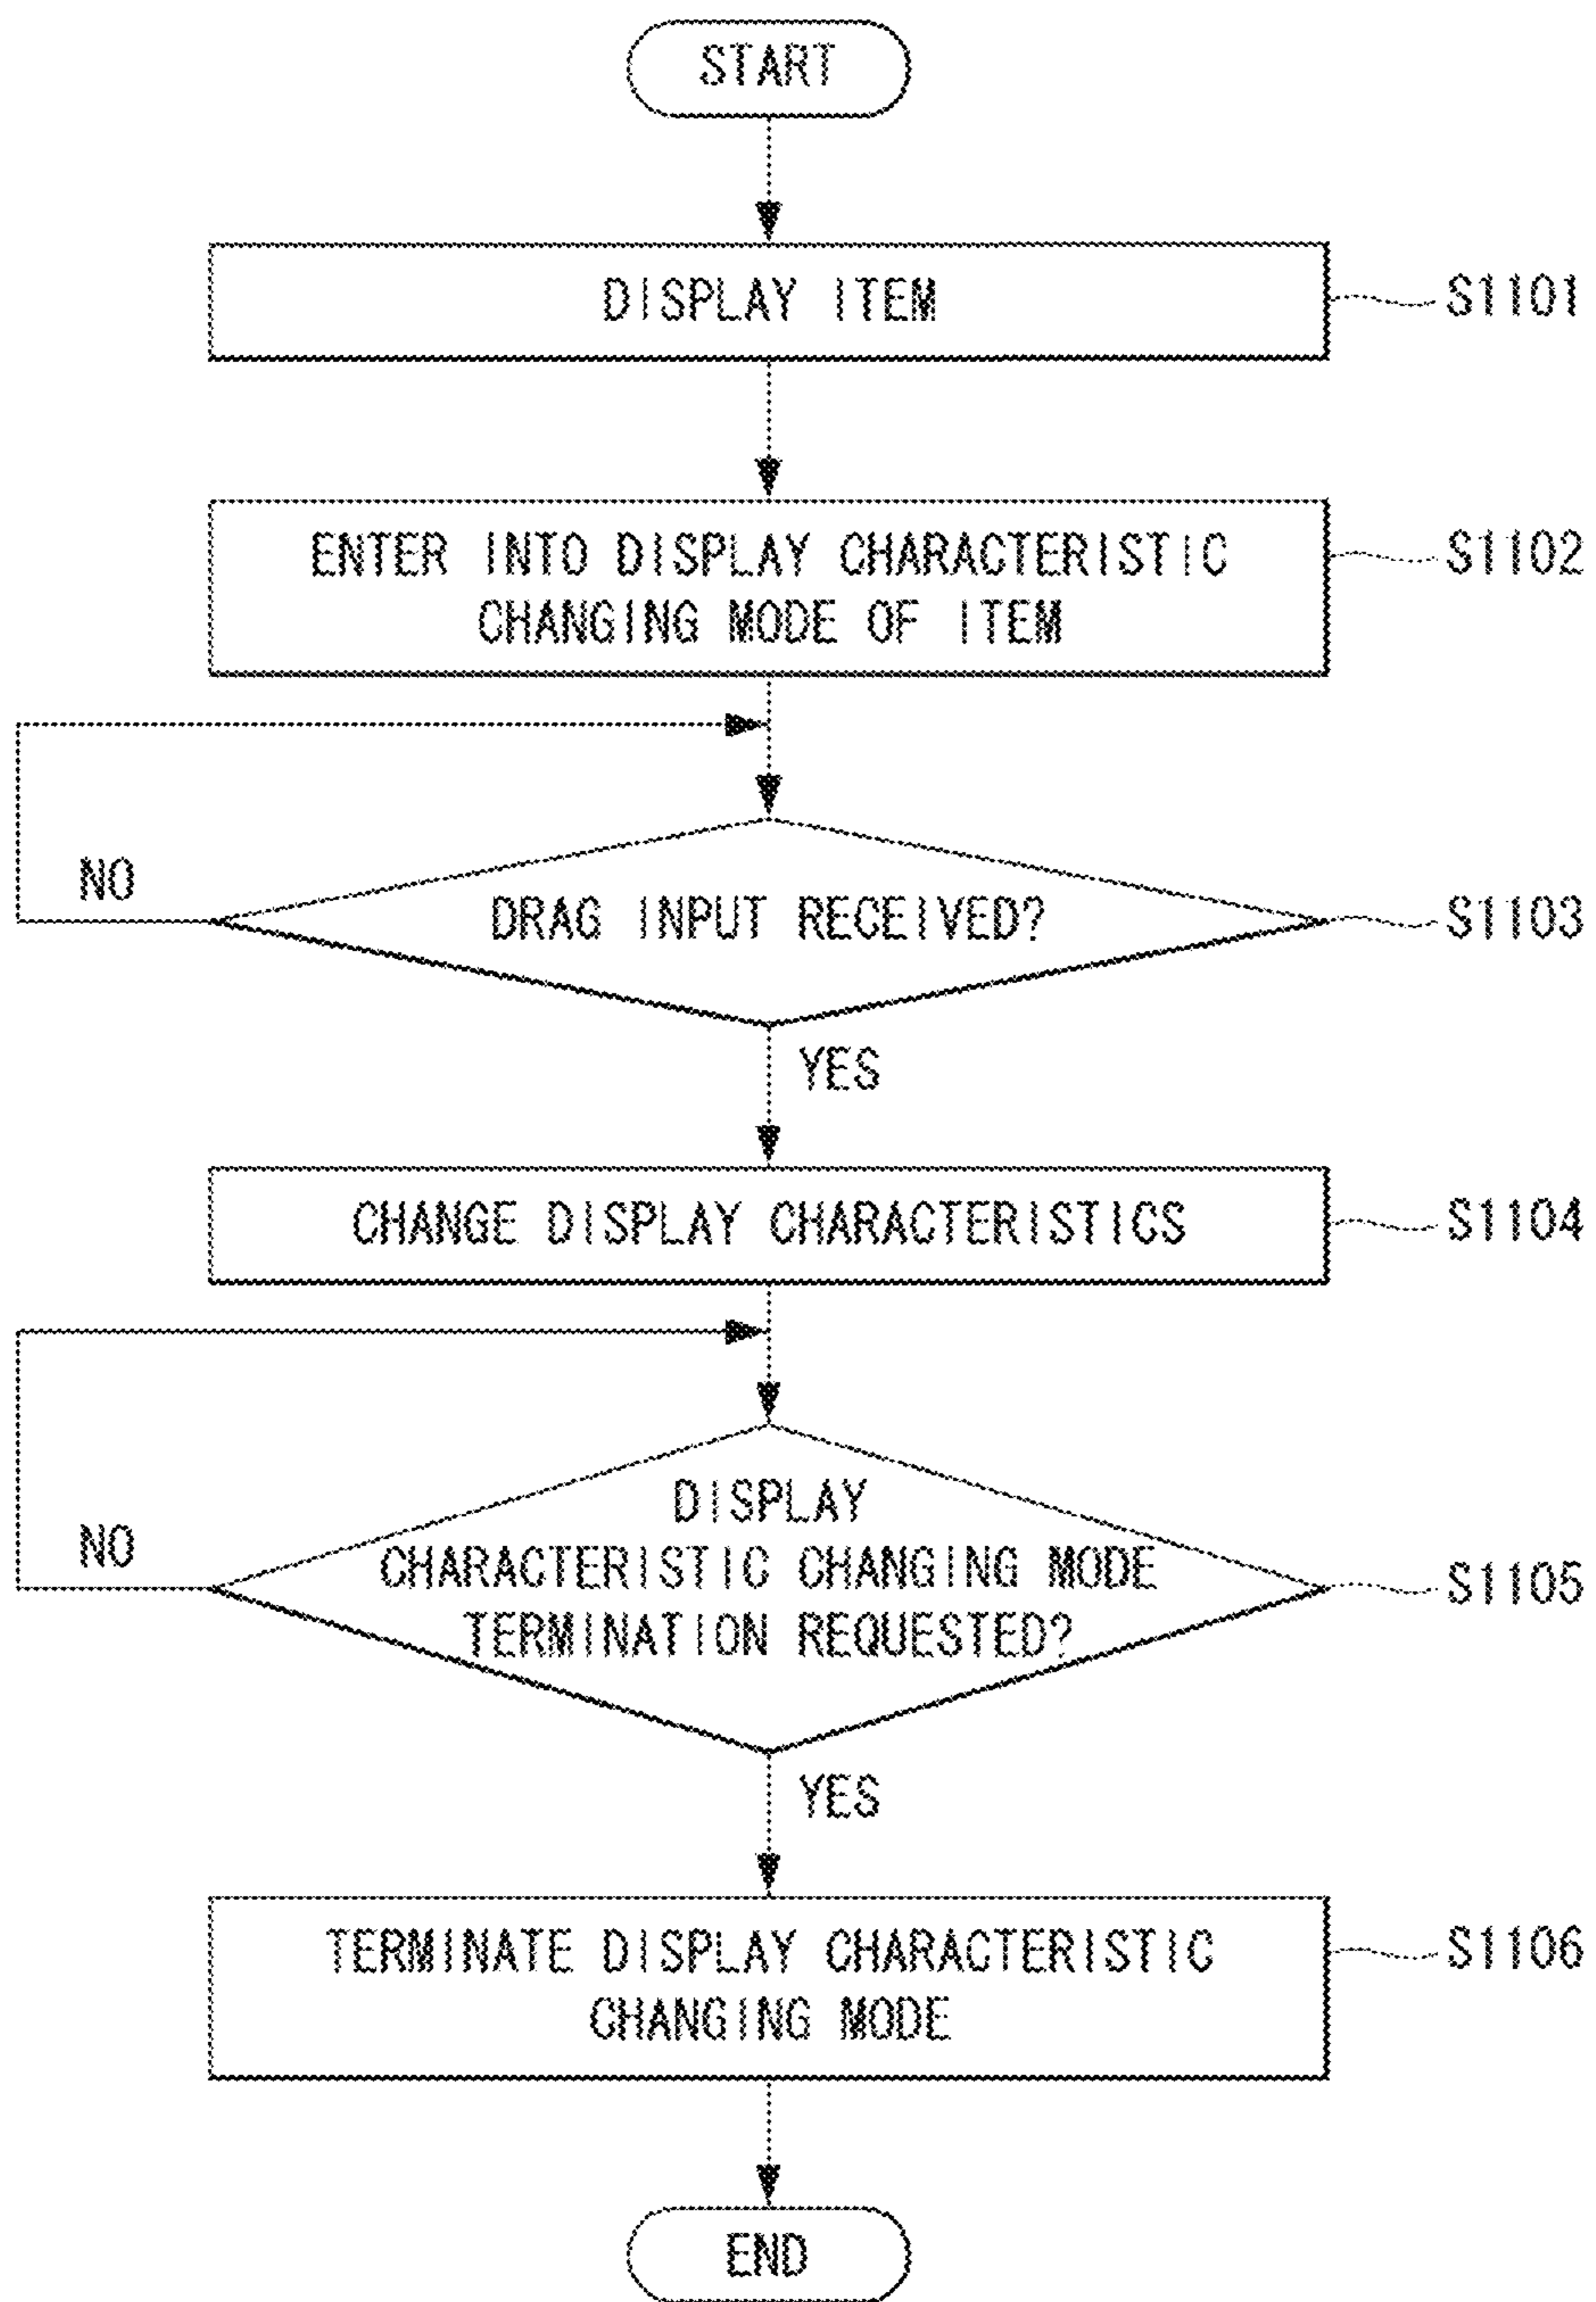 START
DISPLAY ITEM
S1101
ENTER INTO DISPLAY CHARACTERISTIC
CHANGING MODE OF ITEM
S1102
NO
DRAG INPUT RECEIVED?
S1103
YES
CHANGE DISPLAY CHARACTERISTICS
S1104
DISPLAY
CHARACTERISTIC CHANGING MODE
TERMINATION REQUESTED?
NO
S1105
YES
TERMINATE DISPLAY CHARACTERISTIC
CHANGING MODE
S1106
END